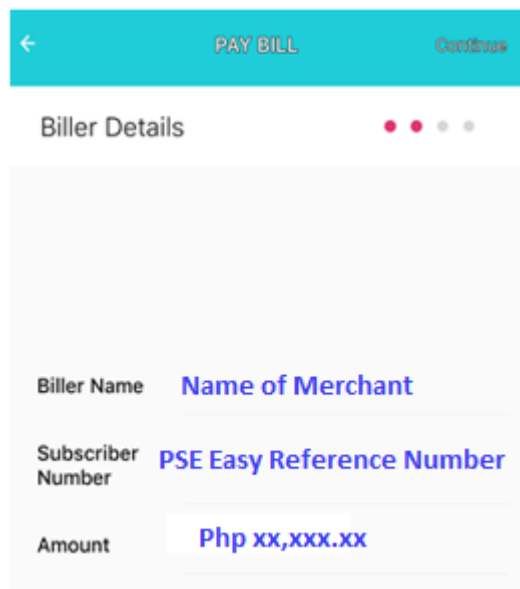 PAY BILL Continue
Biller Details
Biller Name Name of Merchant
Subscriber
Number PSE Easy Reference Number
Amount Php xx,xxx.xx